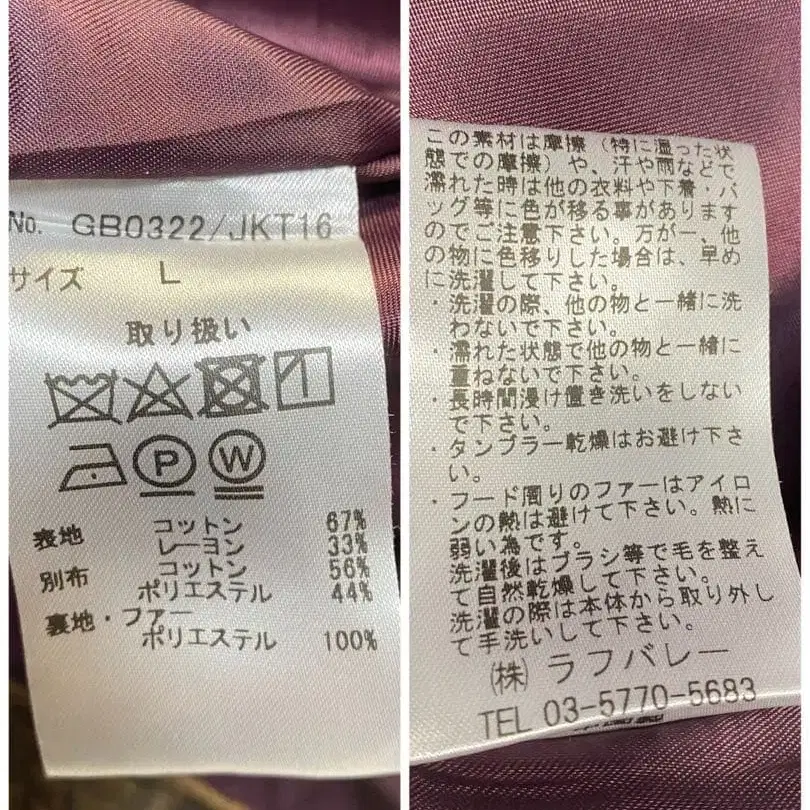 No. GB0322/JKT16
サイズ L
取り扱い
P W
表地 コットン 67%
レーヨン 33%
別布 コットン 56%
ポリエステル 44%
裏地・ファー
ポリエステル 100%
この素材は摩擦（特に湿った状
態での摩擦）や、汗や雨などで
濡れた時は他の衣料や下着・バ
ッグ等に色が移る事があります
のでご注意下さい。万が一、他
の物に色移りした場合は、早め
に洗濯して下さい。
・洗濯の際、他の物と一緒に洗
わないで下さい。
・濡れた状態で他の物と一緒に
重ねないで下さい。
・長時間浸け置き洗いをしない
で下さい。
・タンブラー乾燥はお避け下さ
い。
・フード周りのファーはアイロ
ンの熱は避けて下さい。熱に
弱い為です。
洗濯後はブラシ等で毛を整え
て自然乾燥して下さい。
洗濯の際は本体から取り外し
て手洗いして下さい。
㈱ ラフバレー
TEL 03-5770-5683